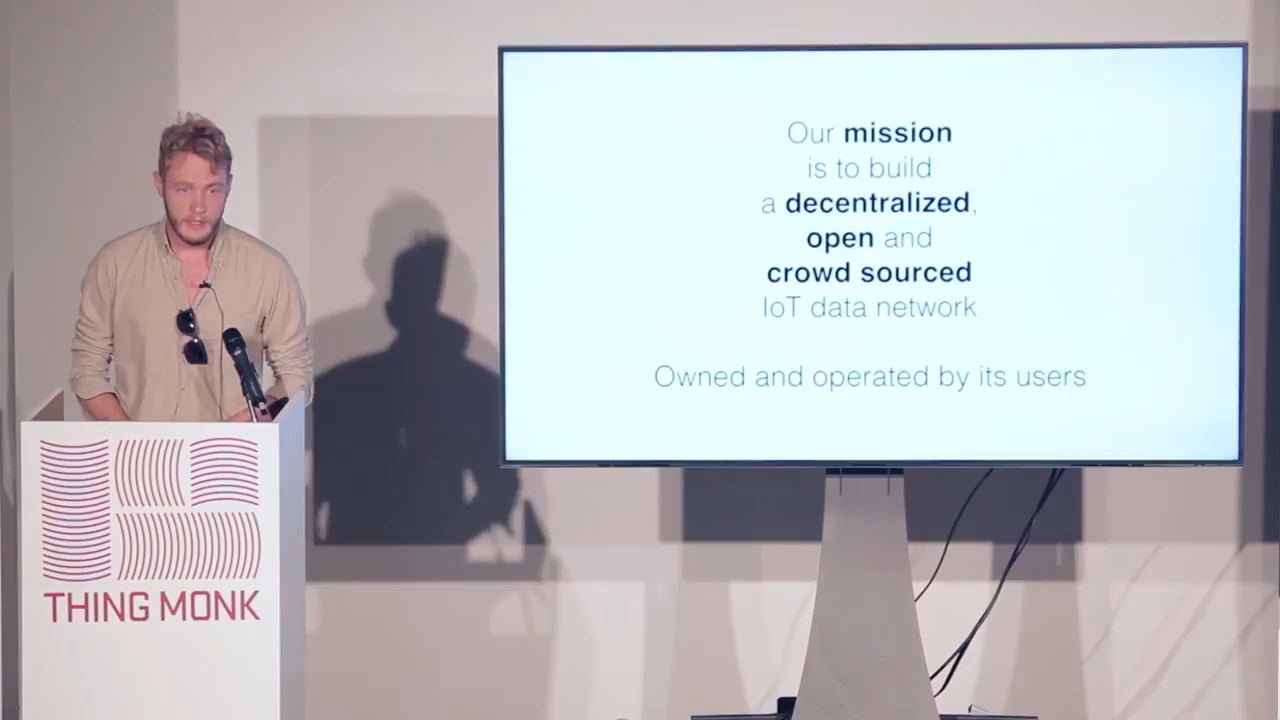 Our mission
is to build
a decentralized,
open and
crowd sourced
IoT data network
Owned and operated by its users
THING MONK